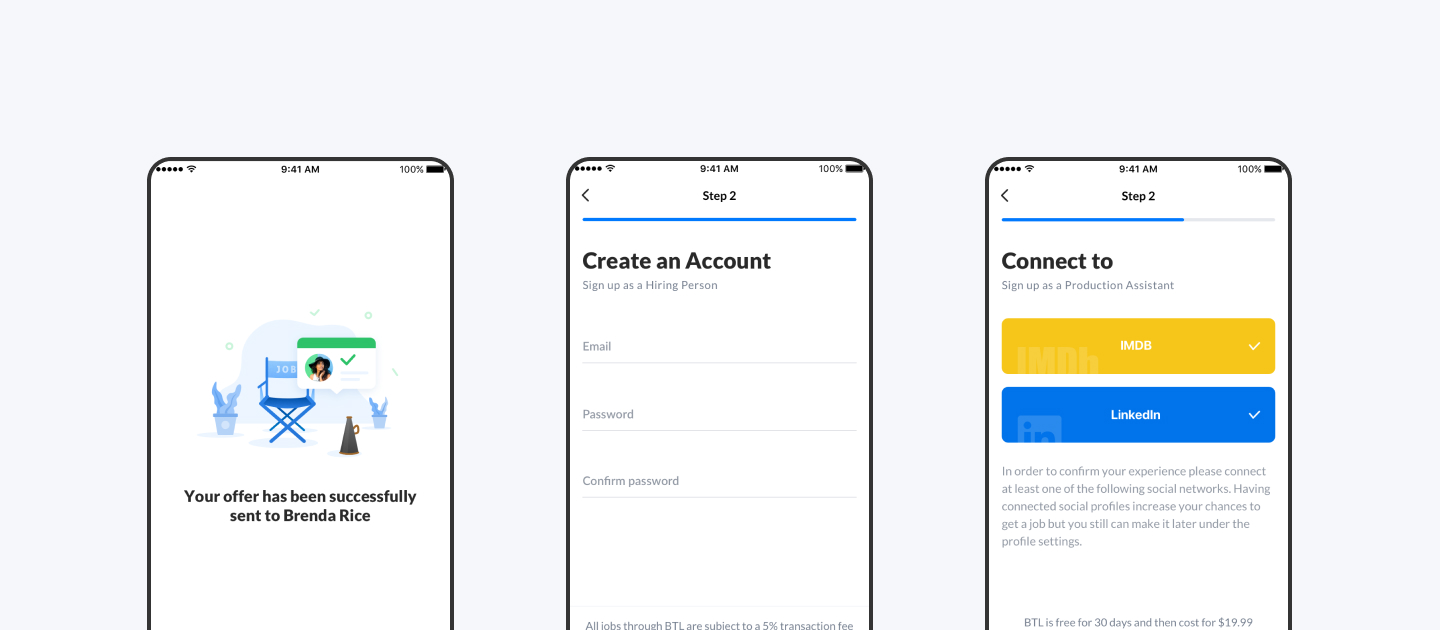 9:41 AM
100%
JOB
Your offer has been successfully
sent to Brenda Rice
9:41 AM
100%
Step 2
Create an Account
Sign up as a Hiring Person
Email
Password
Confirm password
All jobs through BTL are subject to a 5% transaction fee
9:41 AM
100%
Step 2
Connect to
Sign up as a Production Assistant
IMDb
IMDB
in
LinkedIn
In order to confirm your experience please connect
at least one of the following social networks. Having
connected social profiles increase your chances to
get a job but you still can make it later under the
profile settings.
BTL is free for 30 days and then cost for $19.99